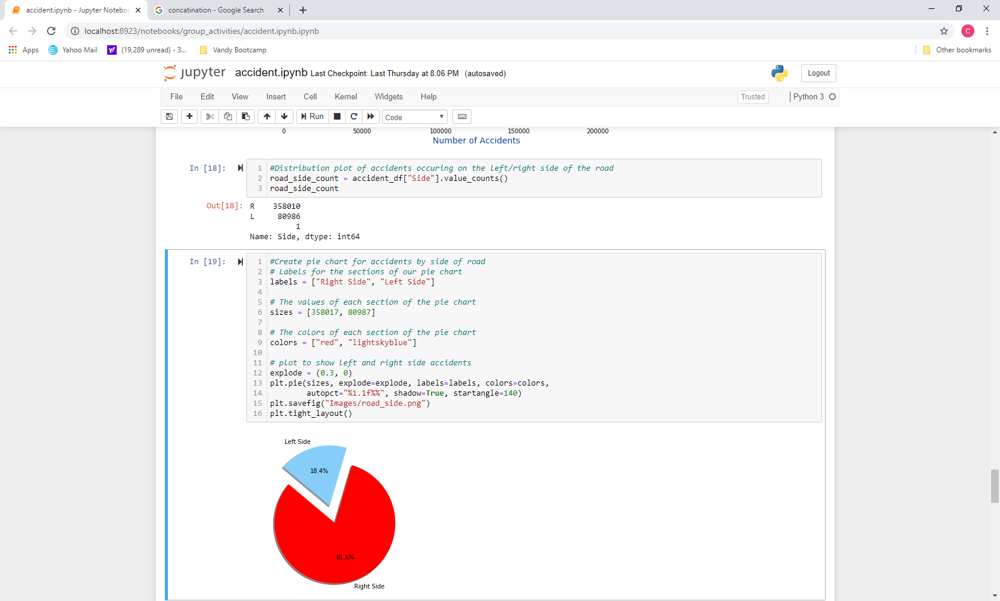 accident.ipynb - Jupyter Noteboo
concatination - Google Search
localhost:8923/notebooks/group_activities/accident.ipynb.ipynb
C
Apps
Yahoo Mail
y!
(19,289 unread) - 3...
Vandy Bootcamp
Other bookmarks
jupyter
accident.ipynb Last Checkpoint: Last Thursday at 8:06 PM (autosaved)
Logout
File Edit View Insert Cell Kernel Widgets Help
Trusted
Python 3
Run
Code
0 50000 100000 150000 200000
Number of Accidents
In [18]:
1 #Distribution plot of accidents occuring on the left/right side of the road
2 road_side_count = accident_df["Side"].value_counts()
3 road_side_count
Out[18]:
R 358010
L 80986
1
Name: Side, dtype: int64
In [19]:
1 #Create pie chart for accidents by side of road
2 # Labels for the sections of our pie chart
3 labels = ["Right Side", "Left Side"]
4
5 # The values of each section of the pie chart
6 sizes = [358017, 80987]
7
8 # The colors of each section of the pie chart
9 colors = ["red", "lightskyblue"]
10
11 # plot to show left and right side accidents
12 explode = (0.3, 0)
13 plt.pie(sizes, explode=explode, labels=labels, colors=colors,
14 autopct="%1.1f%%", shadow=True, startangle=140)
15 plt.savefig("Images/road_side.png")
16 plt.tight_layout()
Left Side
18.4%
81.6%
Right Side